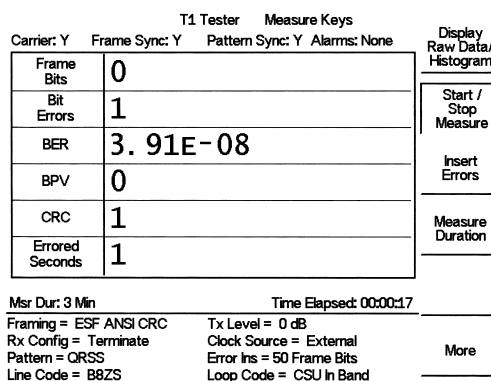 T1 Tester Measure Keys
Carrier: Y Frame Sync: Y Pattern Sync: Y Alarms: None
Display
Raw Data/
Histogram
Frame
Bits
0
Bit
Errors
1
BER
3.91E-08
BPV
0
CRC
1
Errored
Seconds
1
Start /
Stop
Measure
Insert
Errors
Measure
Duration
More
Msr Dur: 3 Min Time Elapsed: 00:00:17
Framing = ESF ANSI CRC Tx Level = 0 dB
Rx Config = Terminate Clock Source = External
Pattern = QRSS Error Ins = 50 Frame Bits
Line Code = B8ZS Loop Code = CSU In Band